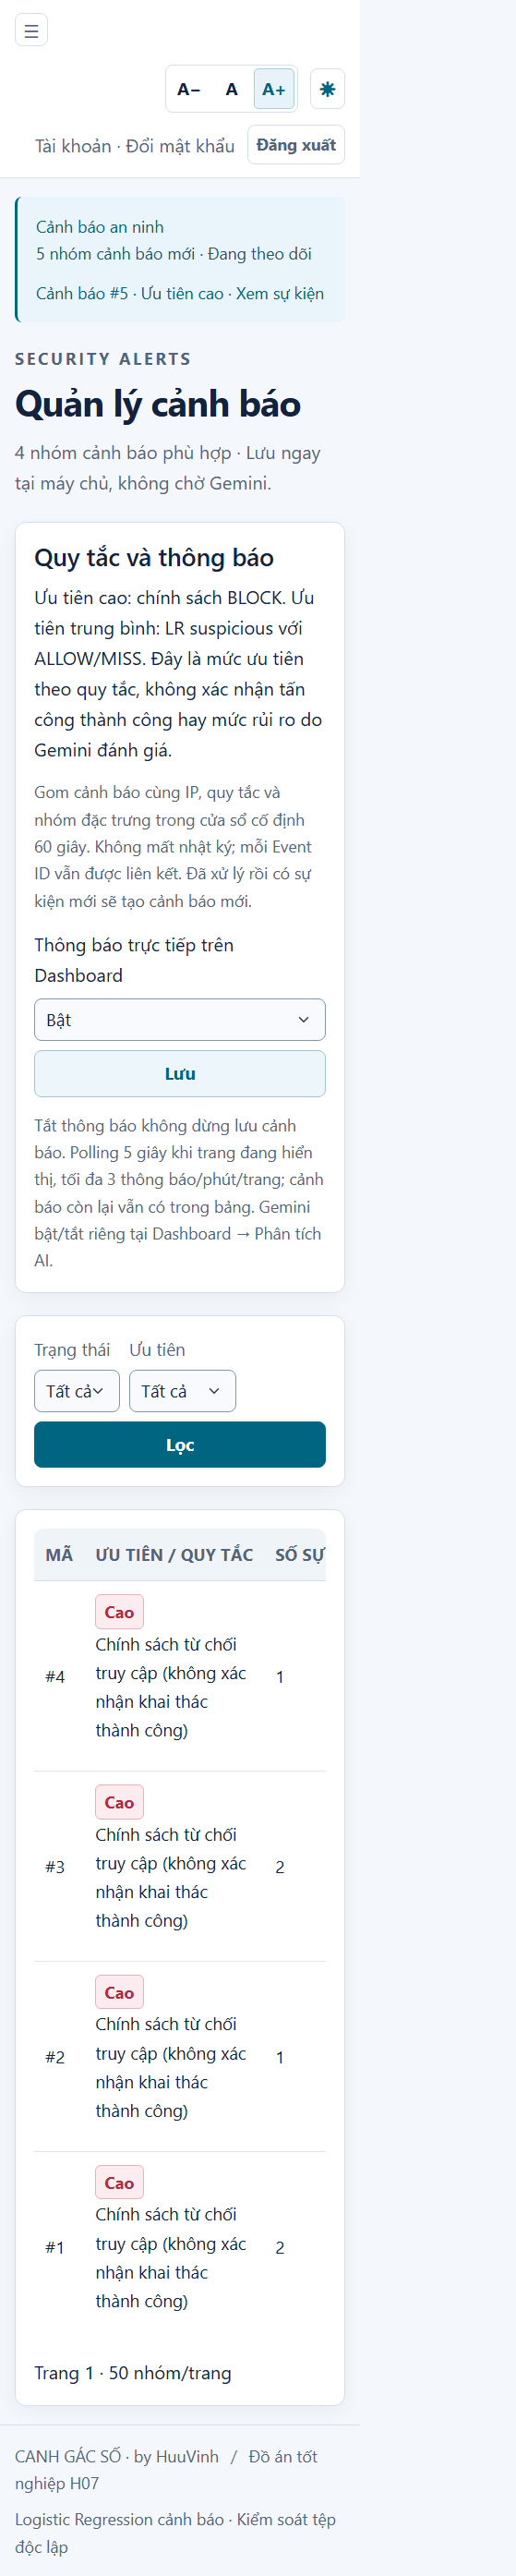 ☰
A− A A+ ☀
Tài khoản · Đổi mật khẩu Đăng xuất
Cảnh báo an ninh
5 nhóm cảnh báo mới · Đang theo dõi
Cảnh báo #5 · Ưu tiên cao · Xem sự kiện
SECURITY ALERTS
Quản lý cảnh báo
4 nhóm cảnh báo phù hợp · Lưu ngay
tại máy chủ, không chờ Gemini.
Quy tắc và thông báo
Ưu tiên cao: chính sách BLOCK. Ưu
tiên trung bình: LR suspicious với
ALLOW/MISS. Đây là mức ưu tiên
theo quy tắc, không xác nhận tấn
công thành công hay mức rủi ro do
Gemini đánh giá.
Gom cảnh báo cùng IP, quy tắc và
nhóm đặc trưng trong cửa sổ cố định
60 giây. Không mất nhật ký; mỗi Event
ID vẫn được liên kết. Đã xử lý rồi có sự
kiện mới sẽ tạo cảnh báo mới.
Thông báo trực tiếp trên
Dashboard
Bật
Lưu
Tắt thông báo không dừng lưu cảnh
báo. Polling 5 giây khi trang đang hiển
thị, tối đa 3 thông báo/phút/trang; cảnh
báo còn lại vẫn có trong bảng. Gemini
bật/tắt riêng tại Dashboard → Phân tích
AI.
Trạng thái Ưu tiên
Tất cả Tất cả
Lọc
MÃ ƯU TIÊN / QUY TẮC SỐ SỰ
Cao
Chính sách từ chối
truy cập (không xác
#4 1
nhận khai thác
thành công)
Cao
Chính sách từ chối
truy cập (không xác
#3 2
nhận khai thác
thành công)
Cao
Chính sách từ chối
truy cập (không xác
#2 1
nhận khai thác
thành công)
Cao
Chính sách từ chối
truy cập (không xác
#1 2
nhận khai thác
thành công)
Trang 1 · 50 nhóm/trang
CANH GÁC SỐ · by HuuVinh / Đồ án tốt
nghiệp H07
Logistic Regression cảnh báo · Kiểm soát tệp
độc lập